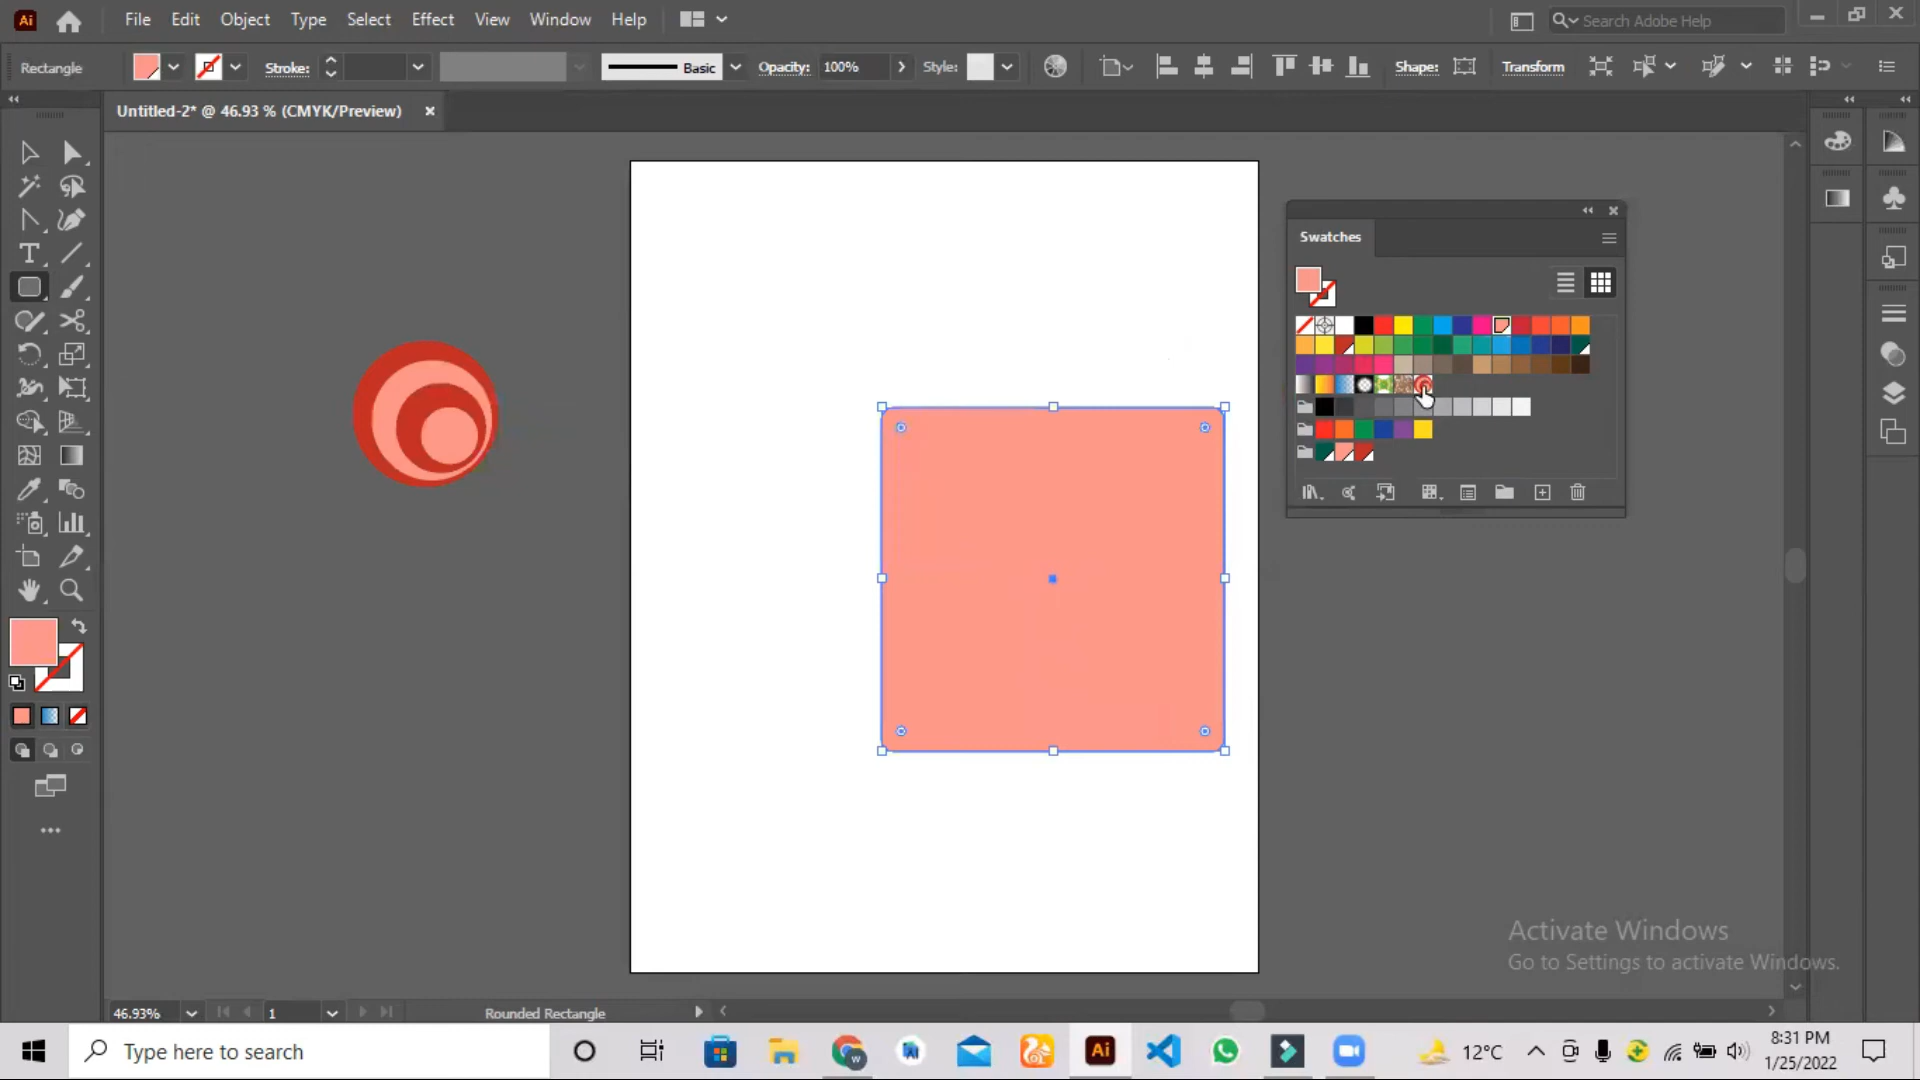 Ai File Edit Object Type Select Effect View Window Help Search Adobe Help
Rectangle Stroke: Basic Opacity: 100% Style: Shape: Transform
Untitled-2* @ 46.93 % (CMYK/Preview)
Swatches
T
Activate Windows
Go to Settings to activate Windows.
46.93% 1 Rounded Rectangle
Type here to search W Ai 12°C 8:31 PM
1/25/2022